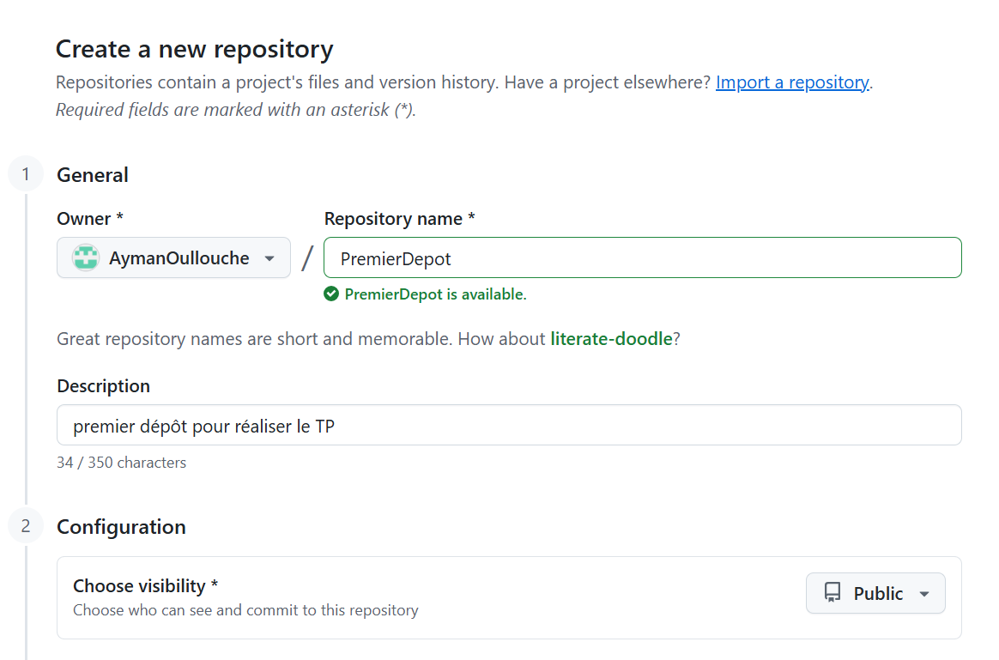 Create a new repository
Repositories contain a project's files and version history. Have a project elsewhere? Import a repository.
Required fields are marked with an asterisk (*).
1 General
Owner * Repository name *
AymanOullouche / PremierDepot
PremierDepot is available.
Great repository names are short and memorable. How about literate-doodle?
Description
premier dépôt pour réaliser le TP
34 / 350 characters
2 Configuration
Choose visibility *
Public
Choose who can see and commit to this repository